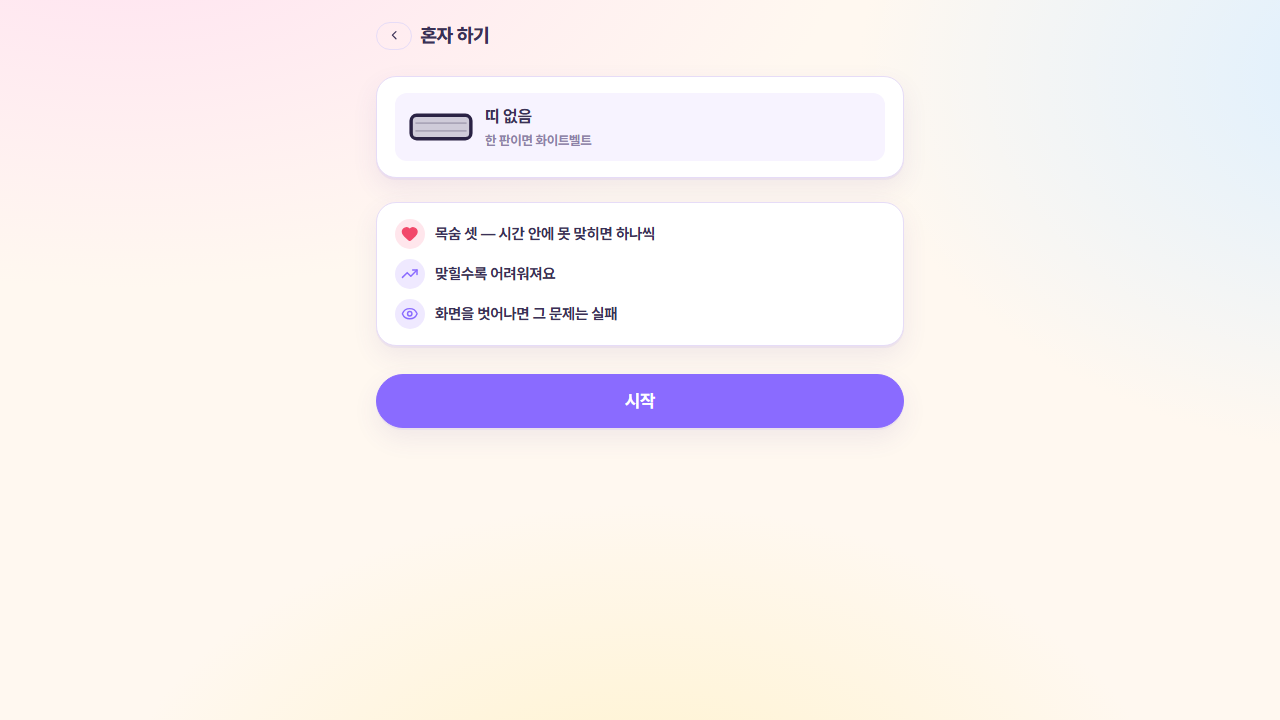 혼자 하기
띠 없음
한 판이면 화이트벨트
목숨 셋 — 시간 안에 못 맞히면 하나씩
맞힐수록 어려워져요
화면을 벗어나면 그 문제는 실패
시작